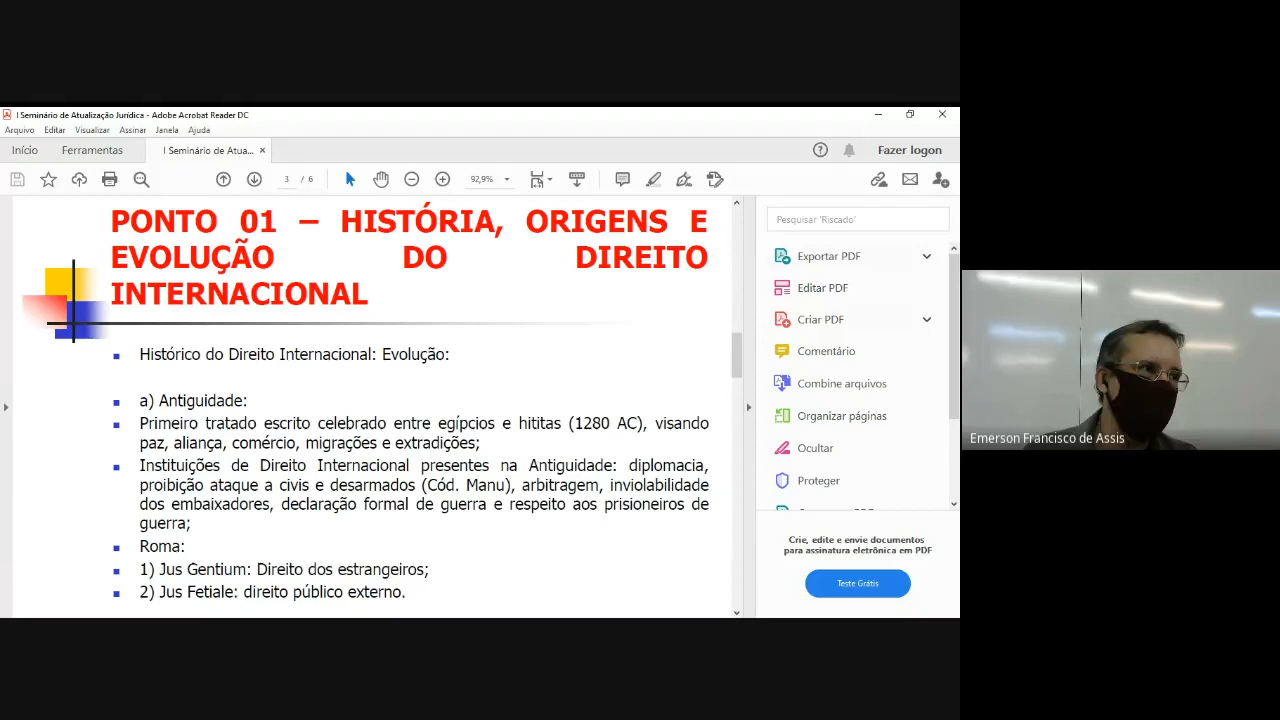 I Seminário de Atualização Jurídica - Adobe Acrobat Reader DC
Arquivo Editar Visualizar Assinar Janela Ajuda
Início Ferramentas I Seminário de Atua... × Fazer logon
3 / 6 92,9%
PONTO 01 – HISTÓRIA, ORIGENS E
EVOLUÇÃO DO DIREITO
INTERNACIONAL
Histórico do Direito Internacional: Evolução:
a) Antiguidade:
Primeiro tratado escrito celebrado entre egípcios e hititas (1280 AC), visando
paz, aliança, comércio, migrações e extradições;
Instituições de Direito Internacional presentes na Antiguidade: diplomacia,
proibição ataque a civis e desarmados (Cód. Manu), arbitragem, inviolabilidade
dos embaixadores, declaração formal de guerra e respeito aos prisioneiros de
guerra;
Roma:
1) Jus Gentium: Direito dos estrangeiros;
2) Jus Fetiale: direito público externo.
Pesquisar 'Riscado'
Exportar PDF
Editar PDF
Criar PDF
Comentário
Combine arquivos
Organizar páginas
Ocultar
Proteger
Crie, edite e envie documentos
para assinatura eletrônica em PDF
Teste Grátis
Emerson Francisco de Assis